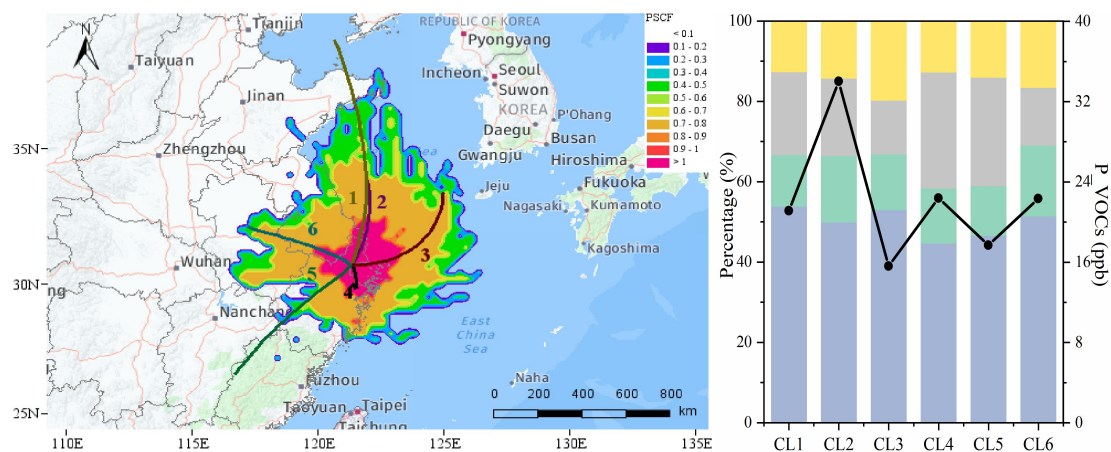 Tianjin
REPUBLIC OF KOREA
Pyongyang
Taiyuan
Incheon
Seoul
Suwon
Jinan
KOREA
P'Ohang
Daegu
Busan
Zhengzhou
Gwangju
Hiroshima
ea
Jeju
Fukuoka
Nagasaki
Kumamoto
Kagoshima
Wuhan
ng
Nanchang
East
China
Sea
Fuzhou
Naha
Taoyuan
Taipei
Taichung
N
1
2
3
4
5
6
PSCF
< 0.1
0.1 - 0.2
0.2 - 0.3
0.3 - 0.4
0.4 - 0.5
0.5 - 0.6
0.6 - 0.7
0.7 - 0.8
0.8 - 0.9
0.9 - 1
> 1
35N
30N
25N
110E
115E
120E
125E
130E
135E
0 200 400 600 800
km
Percentage (%)
100
80
60
40
20
0
CL1 CL2 CL3 CL4 CL5 CL6
40
32
24
16
8
0
P_VOCs (ppb)